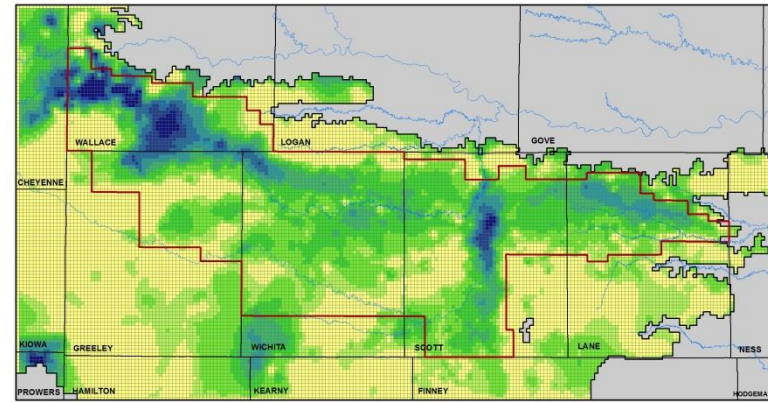 WALLACE
LOGAN
GOVE
CHEYENNE
KIOWA
GREELEY
WICHITA
SCOTT
LANE
NESS
PROWERS
HAMILTON
KEARNY
FINNEY